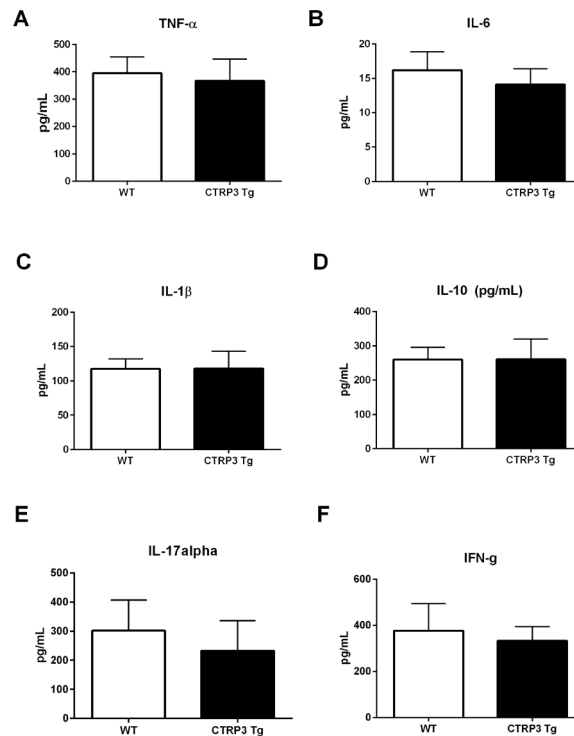 A
TNF-α
500
400
300
200
100
0
pg/mL
WT
CTRP3 Tg
B
IL-6
20
15
10
5
0
pg/mL
WT
CTRP3 Tg
C
IL-1β
200
150
100
50
0
pg/mL
WT
CTRP3 Tg
D
IL-10 (pg/mL)
400
300
200
100
0
pg/mL
WT
CTRP3 Tg
E
IL-17alpha
500
400
300
200
100
0
pg/mL
WT
CTRP3 Tg
F
IFN-g
600
400
200
0
pg/mL
WT
CTRP3 Tg